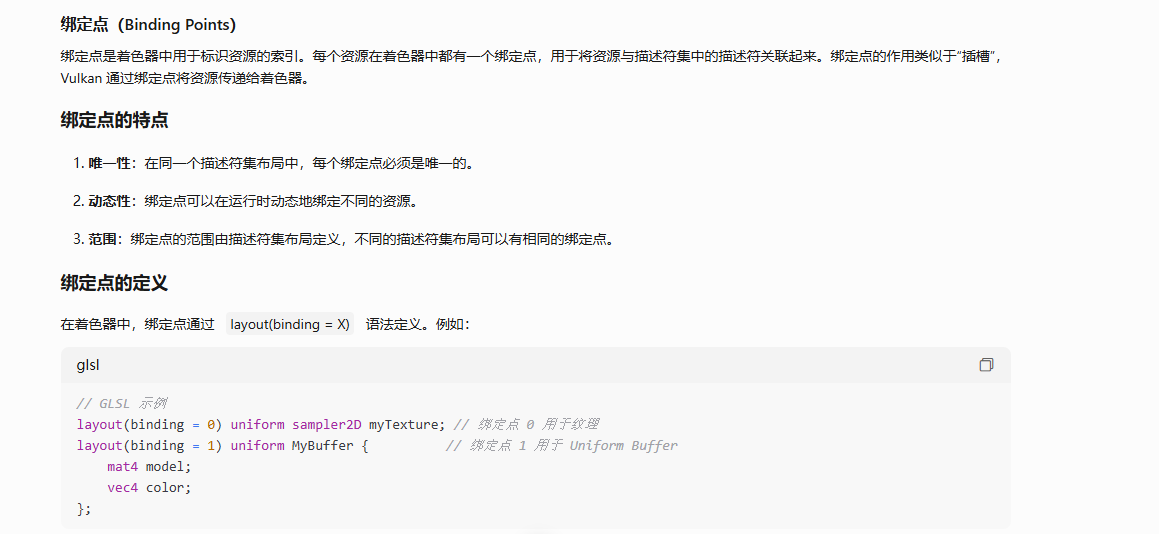 绑定点（Binding Points）
绑定点是着色器中用于标识资源的索引。每个资源在着色器中都有一个绑定点，用于将资源与描述符集中的描述符关联起来。绑定点的作用类似于“插槽”，
Vulkan 通过绑定点将资源传递给着色器。
绑定点的特点
1. 唯一性：在同一个描述符集布局中，每个绑定点必须是唯一的。
2. 动态性：绑定点可以在运行时动态地绑定不同的资源。
3. 范围：绑定点的范围由描述符集布局定义，不同的描述符集布局可以有相同的绑定点。
绑定点的定义
在着色器中，绑定点通过 layout(binding = X) 语法定义。例如：
glsl
// GLSL 示例
layout(binding = 0) uniform sampler2D myTexture; // 绑定点 0 用于纹理
layout(binding = 1) uniform MyBuffer {          // 绑定点 1 用于 Uniform Buffer
    mat4 model;
    vec4 color;
};